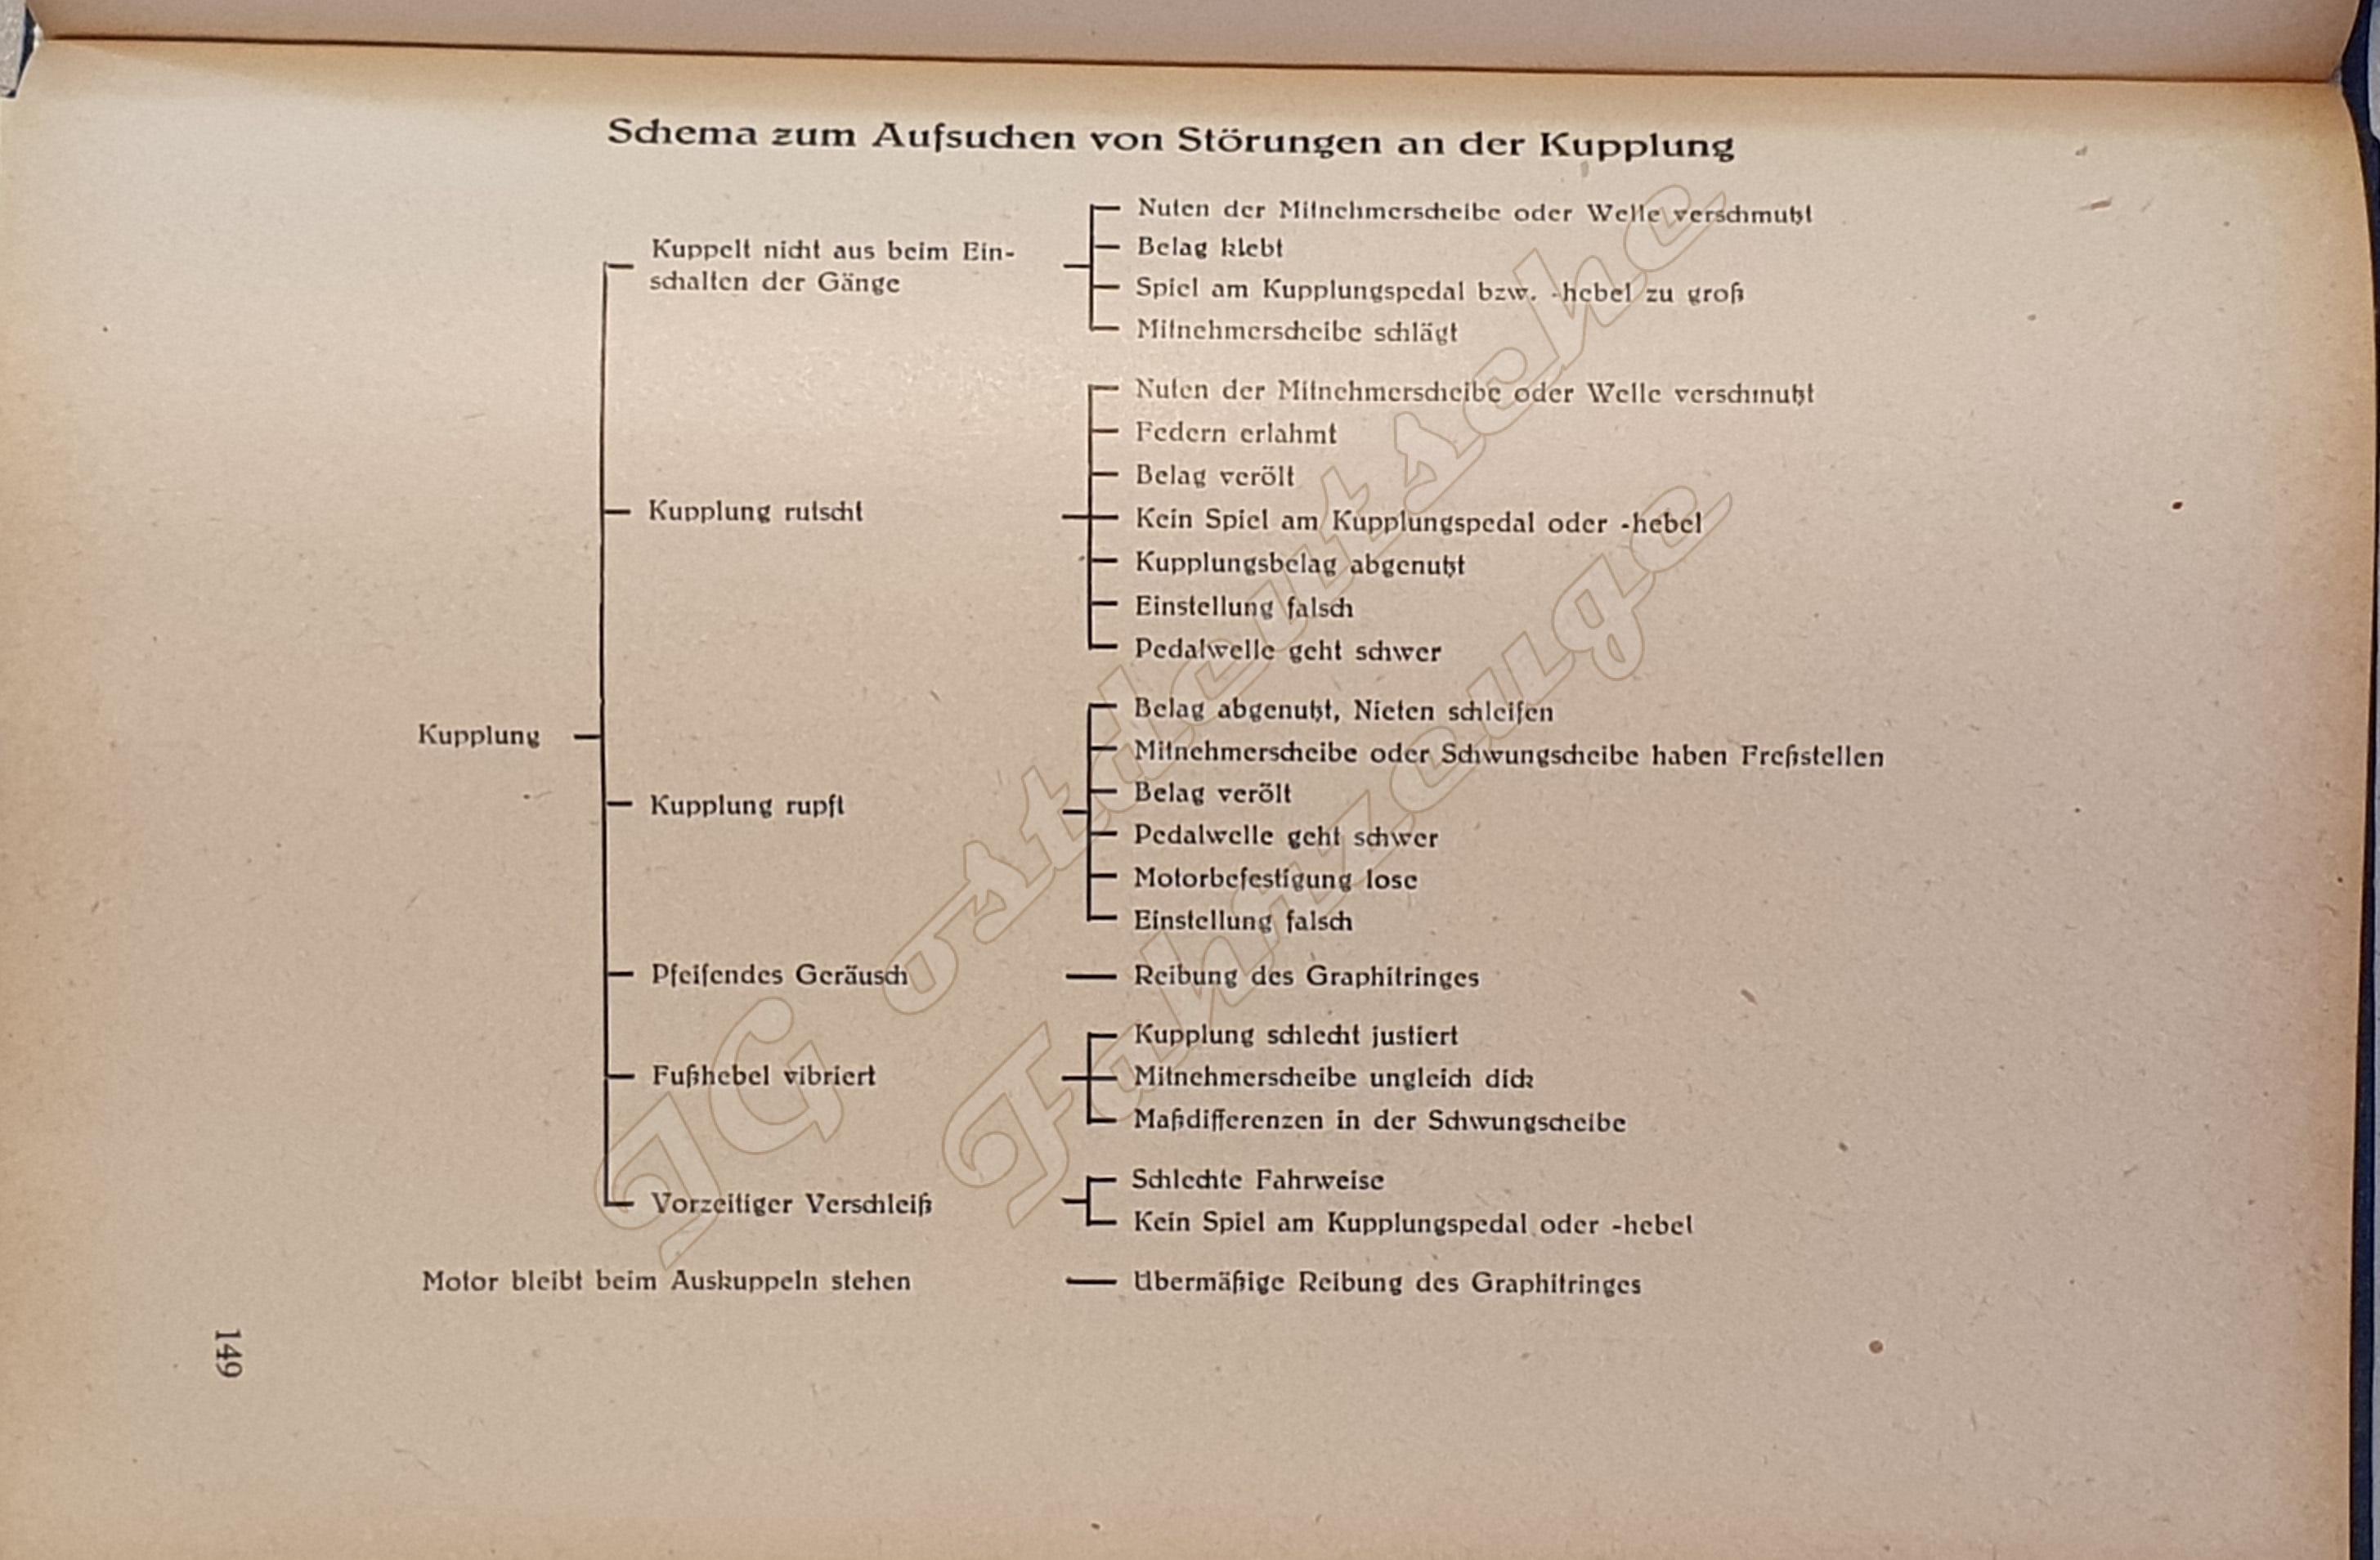 Schema zum Aufsuchen von Störungen an der Kupplung
Kupplung
Kuppelt nicht aus beim Ein-
schalten der Gänge
Nuten der Mitnehmerscheibe oder Welle verschmutzt
Belag klebt
Spiel am Kupplungspedal bzw. -hebel zu groß
Mitnehmerscheibe schlägt
Kupplung rutscht
Nuten der Mitnehmerscheibe oder Welle verschmutzt
Federn erlahmt
Belag verölt
Kein Spiel am Kupplungspedal oder -hebel
Kupplungsbelag abgenutzt
Einstellung falsch
Pedalwelle geht schwer
Kupplung rupft
Belag abgenutzt, Nieten schleifen
Mitnehmerscheibe oder Schwungscheibe haben Freßstellen
Belag verölt
Pedalwelle geht schwer
Motorbefestigung lose
Einstellung falsch
Pfeifendes Geräusch
Reibung des Graphitringes
Fußhebel vibriert
Kupplung schlecht justiert
Mitnehmerscheibe ungleich dick
Maßdifferenzen in der Schwungscheibe
Vorzeitiger Verschleiß
Schlechte Fahrweise
Kein Spiel am Kupplungspedal oder -hebel
Motor bleibt beim Auskuppeln stehen
Übermäßige Reibung des Graphitringes
149
IG ostdeutsche
Fahrzeuge